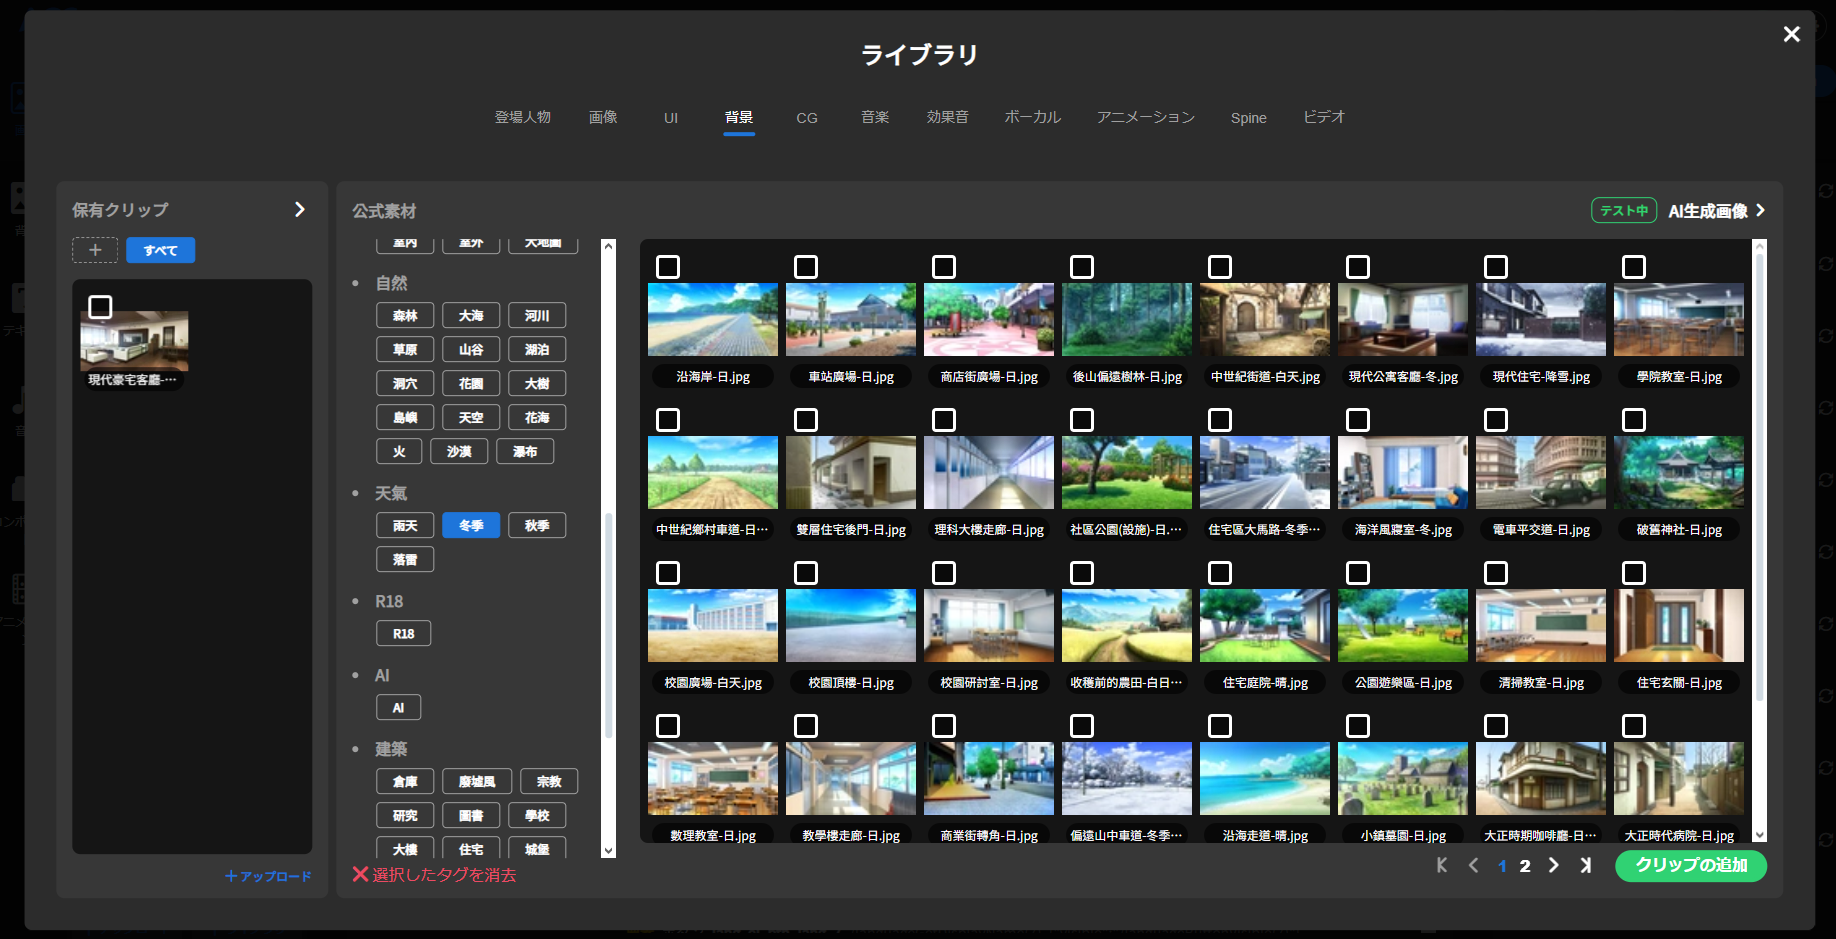 ライブラリ
登場人物 画像 UI 背景 CG 音楽 効果音 ボーカル アニメーション Spine ビデオ
保有クリップ
すべて
現代豪宅客廳-…
+アップロード
公式素材
テスト中 AI生成画像
室内 室外 大地圖
自然
森林 大海 河川
草原 山谷 湖泊
洞穴 花園 大樹
島嶼 天空 花海
火 沙漠 瀑布
天氣
雨天 冬季 秋季
落雷
R18
R18
AI
AI
建築
倉庫 廢墟風 宗教
研究 圖書 學校
大樓 住宅 城堡
選択したタグを消去
沿海岸-日.jpg 車站廣場-日.jpg 商店街廣場-日.jpg 後山偏遠樹林-日.jpg 中世紀街道-白天.jpg 現代公寓客廳-冬.jpg 現代住宅-降雪.jpg 學院教室-日.jpg
中世紀鄉村車道-日… 雙層住宅後門-日.jpg 理科大樓走廊-日.jpg 社區公園(設施)-日.… 住宅區大馬路-冬季… 海洋風寢室-冬.jpg 電車平交道-日.jpg 破舊神社-日.jpg
校園廣場-白天.jpg 校園頂樓-日.jpg 校園研討室-日.jpg 收穫前的農田-白日… 住宅庭院-晴.jpg 公園遊樂區-日.jpg 清掃教室-日.jpg 住宅玄關-日.jpg
數理教室-日.jpg 教學樓走廊-日.jpg 商業街轉角-日.jpg 偏遠山中車道-冬季… 沿海走道-晴.jpg 小鎮墓園-日.jpg 大正時期咖啡廳-日… 大正時代病院-日.jpg
1 2
クリップの追加